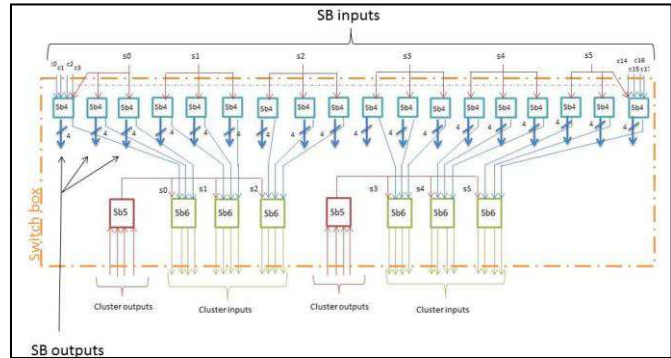 SB inputs
s0 s1 s2 s3 s4 s5
c1 c2 c3 c14 c16
c15
Sb4 Sb4 Sb4 Sb4 Sb4 Sb4 Sb4 Sb4 Sb4 Sb4 Sb4 Sb4 Sb4 Sb4 Sb4 Sb4 Sb4 Sb4
4 4 4 4 4 4 4 4 4 4 4 4 4 4 4 4 4 4
s0 s1 s2 s3 s4 s5
Sb5 Sb6 Sb6 Sb6 Sb5 Sb6 Sb6 Sb6
Switch box
Cluster outputs Cluster inputs Cluster outputs Cluster inputs
SB outputs